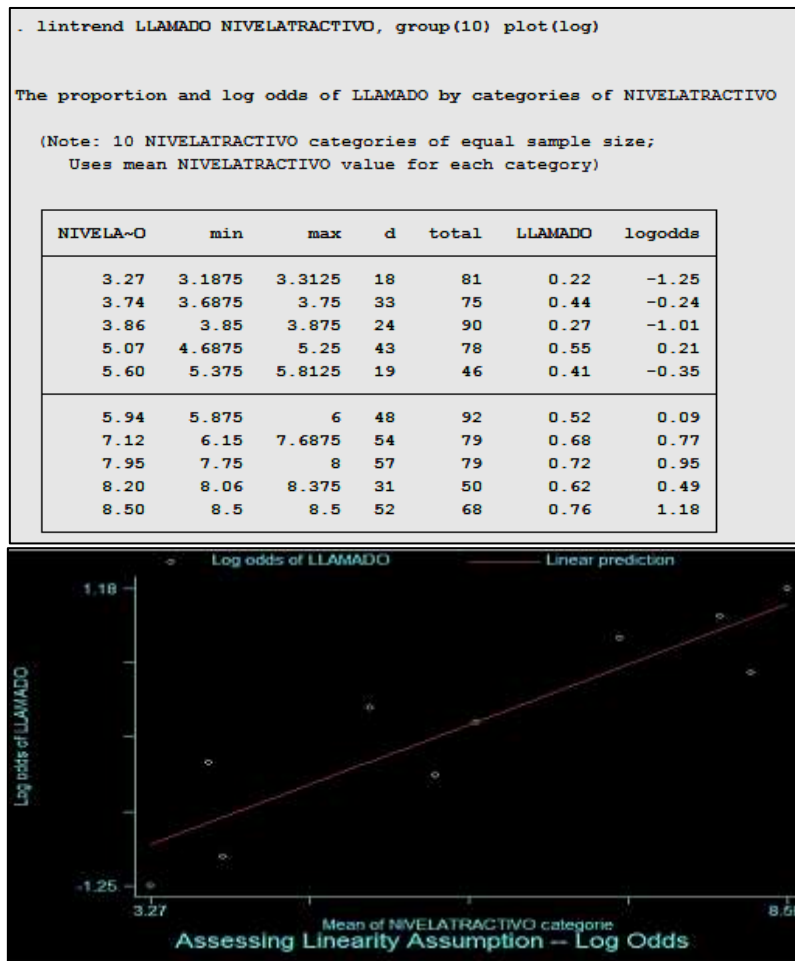 . lintrend LLAMADO NIVELATRACTIVO, group(10) plot(log)
The proportion and log odds of LLAMADO by categories of NIVELATRACTIVO
(Note: 10 NIVELATRACTIVO categories of equal sample size;
Uses mean NIVELATRACTIVO value for each category)
NIVELA~O min max d total LLAMADO logodds
3.27 3.1875 3.3125 18 81 0.22 -1.25
3.74 3.6875 3.75 33 75 0.44 -0.24
3.86 3.85 3.875 24 90 0.27 -1.01
5.07 4.6875 5.25 43 78 0.55 0.21
5.60 5.375 5.8125 19 46 0.41 -0.35
5.94 5.875 6 48 92 0.52 0.09
7.12 6.15 7.6875 54 79 0.68 0.77
7.95 7.75 8 57 79 0.72 0.95
8.20 8.06 8.375 31 50 0.62 0.49
8.50 8.5 8.5 52 68 0.76 1.18
Log odds of LLAMADO Linear prediction
1.18
Log odds of LLAMADO
-1.25
3.27 8.5
Mean of NIVELATRACTIVO categorie
Assessing Linearity Assumption -- Log Odds